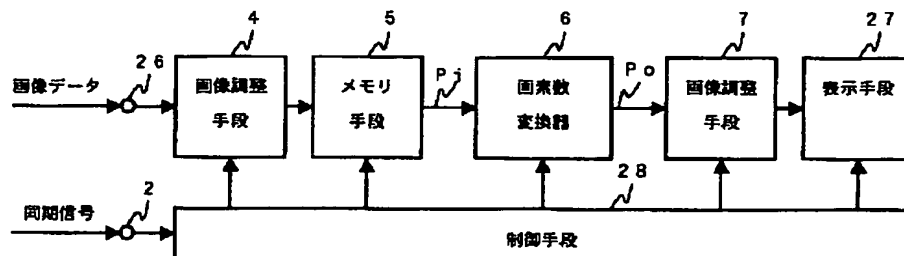 4
5
6
7
27
画像データ
26
画像調整
手段
メモリ
手段
Pi
画素数
変換器
Po
画像調整
手段
表示手段
同期信号
2
28
制御手段